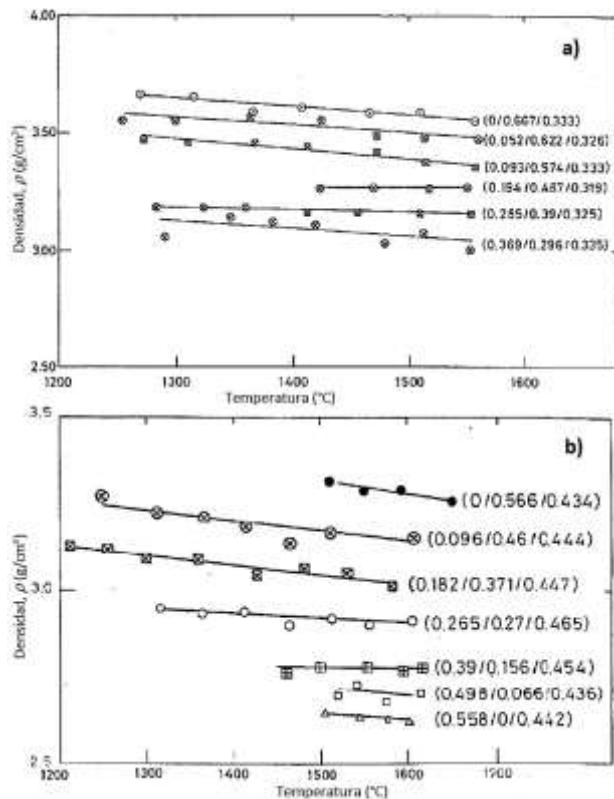 4.00
a)
(0/0.667/0.333)
3.50
(0.052/0.622/0.326)
(0.093/0.574/0.333)
(0.194/0.487/0.319)
(0.285/0.39/0.325)
3.00
(0.369/0.296/0.335)
Densidad, ρ (g/cm³)
2.50
1200 1300 1400 1500 1600
Temperatura (°C)
3.5
b)
(0/0.566/0.434)
(0.096/0.46/0.444)
(0.182/0.371/0.447)
3.0
(0.265/0.27/0.465)
(0.39/0.156/0.454)
(0.498/0.066/0.436)
(0.558/0/0.442)
Densidad, ρ (g/cm³)
2.5
1200 1300 1400 1500 1600 1700
Temperatura (°C)